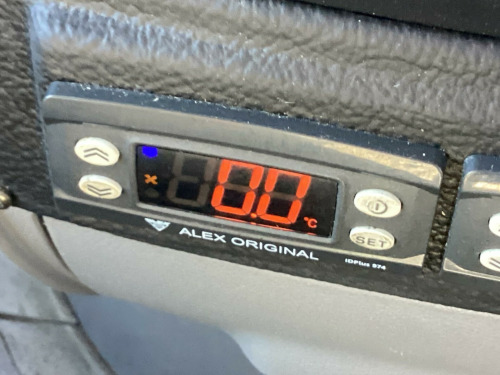 0.0 °C
SET
ALEX ORIGINAL
IDPlus 974